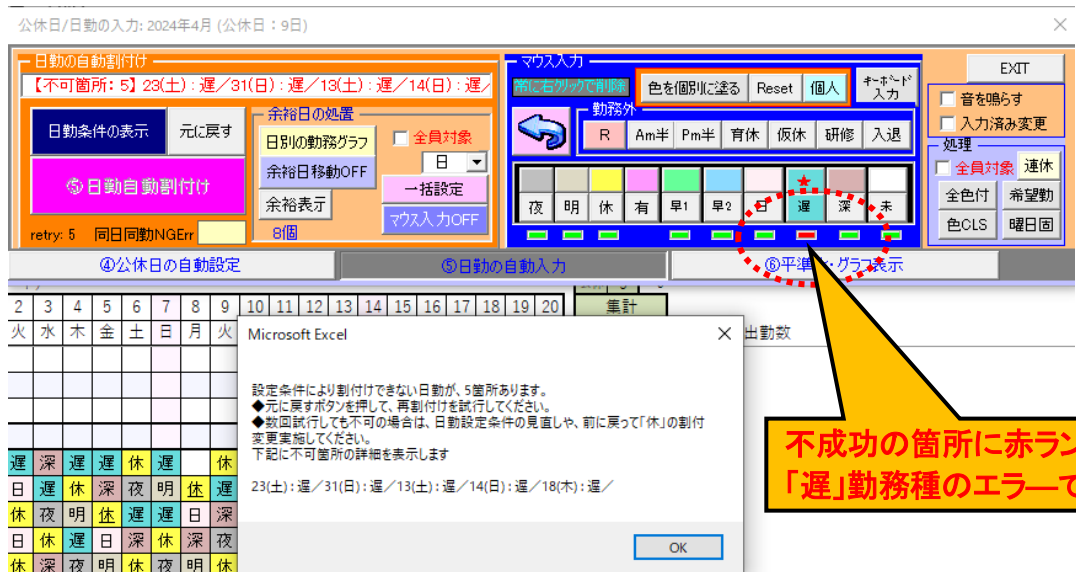 公休日/日勤の入力: 2024年4月 (公休日：9日)
日勤の自動割付け
【不可箇所: 5】23(土)：遅／31(日)：遅／13(土)：遅／14(日)：遅／
日勤条件の表示
元に戻す
⑤日勤自動割付け
retry: 5 同日同勤NGErr
余裕日の処置
日別の勤務グラフ
全員対象
余裕日移動OFF
日
余裕表示
一括設定
8個
マウス入力OFF
マウス入力
常に右クリックで削除
色を個別に塗る Reset 個人
キーボード
入力
勤務外
R Am半 Pm半 育休 仮休 研修 入退
★
夜 明 休 有 早1 早2 日 遅 深 未
EXIT
音を鳴らす
入力済み変更
処理
全員対象 連休
全色付 希望勤
色CLS 曜日固
④公休日の自動設定
⑤日勤の自動入力
2 3 4 5 6 7 8 9 10 11 12 13 14 15 16 17 18 19 20 集計
火 水 木 金 土 日 月 火
出勤数
遅 深 遅 遅 休 遅 休
日 遅 休 深 夜 明 休 遅
休 夜 明 休 遅 遅 日 深
日 休 遅 日 深 休 深 夜
休 深 夜 明 休 夜 明 休
Microsoft Excel
設定条件により割付けできない日勤が、5箇所あります。
◆元に戻すボタンを押して、再割付けを試行してください。
◆数回試行しても不可の場合は、日勤設定条件の見直しや、前に戻って「休」の割付
変更実施してください。
下記に不可箇所の詳細を表示します
23(土)：遅／31(日)：遅／13(土)：遅／14(日)：遅／18(木)：遅／
OK
不成功の箇所に赤ラン
「遅」勤務種のエラーで